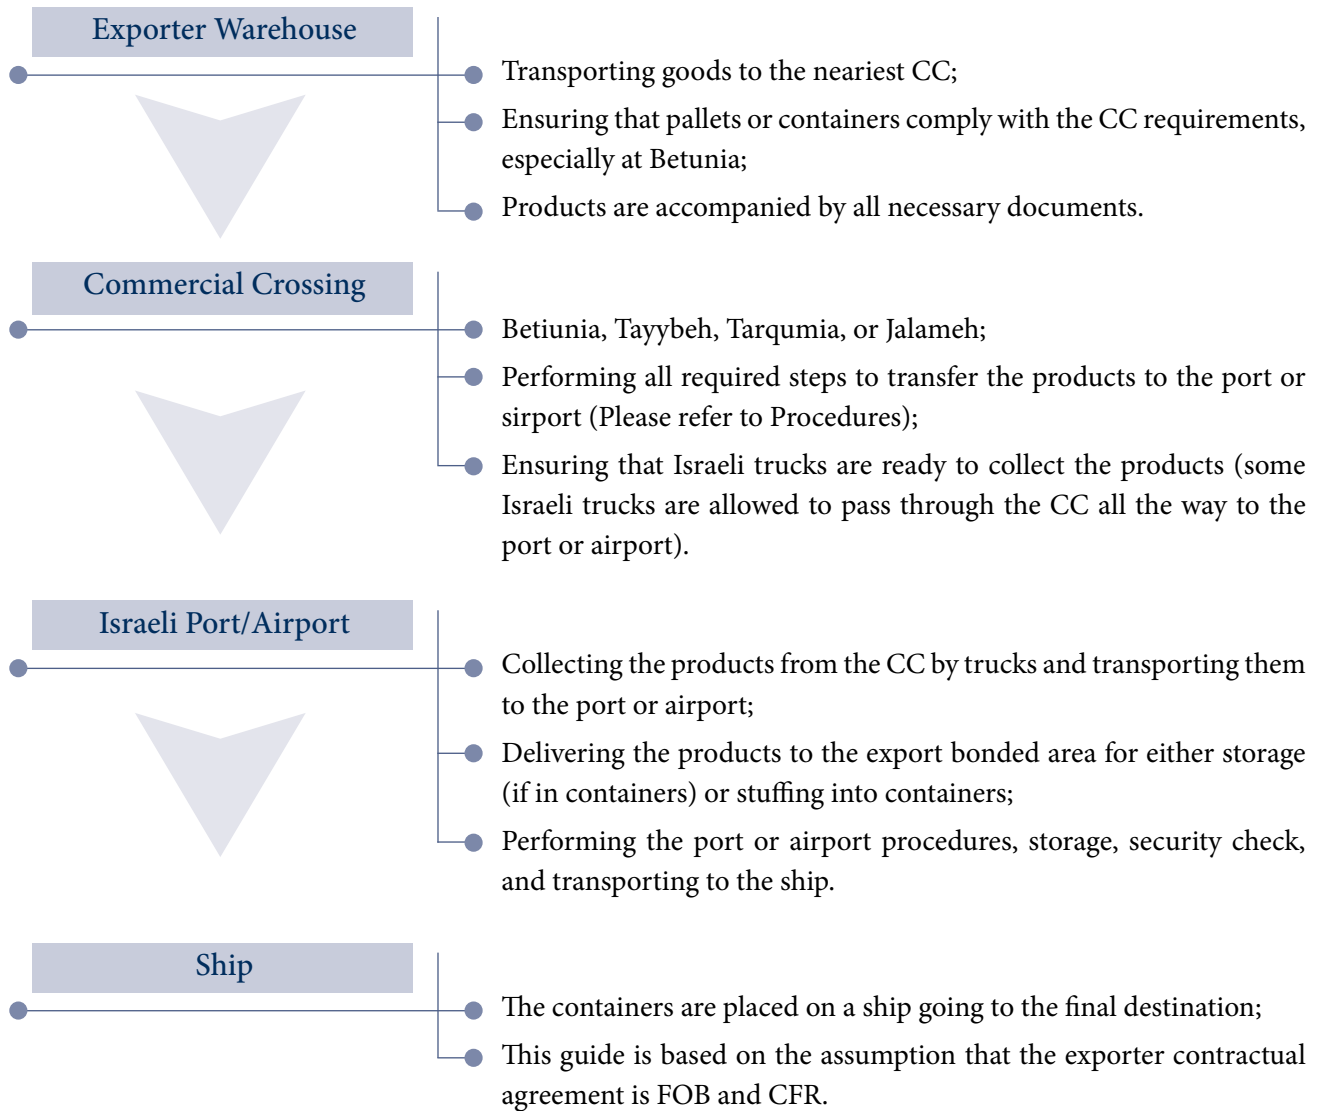 Exporter Warehouse
Transporting goods to the neariest CC;
Ensuring that pallets or containers comply with the CC requirements,
especially at Betunia;
Products are accompanied by all necessary documents.
Commercial Crossing
Betiunia, Tayybeh, Tarqumia, or Jalameh;
Performing all required steps to transfer the products to the port or
sirport (Please refer to Procedures);
Ensuring that Israeli trucks are ready to collect the products (some
Israeli trucks are allowed to pass through the CC all the way to the
port or airport).
Israeli Port/Airport
Collecting the products from the CC by trucks and transporting them
to the port or airport;
Delivering the products to the export bonded area for either storage
(if in containers) or stuffing into containers;
Performing the port or airport procedures, storage, security check,
and transporting to the ship.
Ship
The containers are placed on a ship going to the final destination;
This guide is based on the assumption that the exporter contractual
agreement is FOB and CFR.